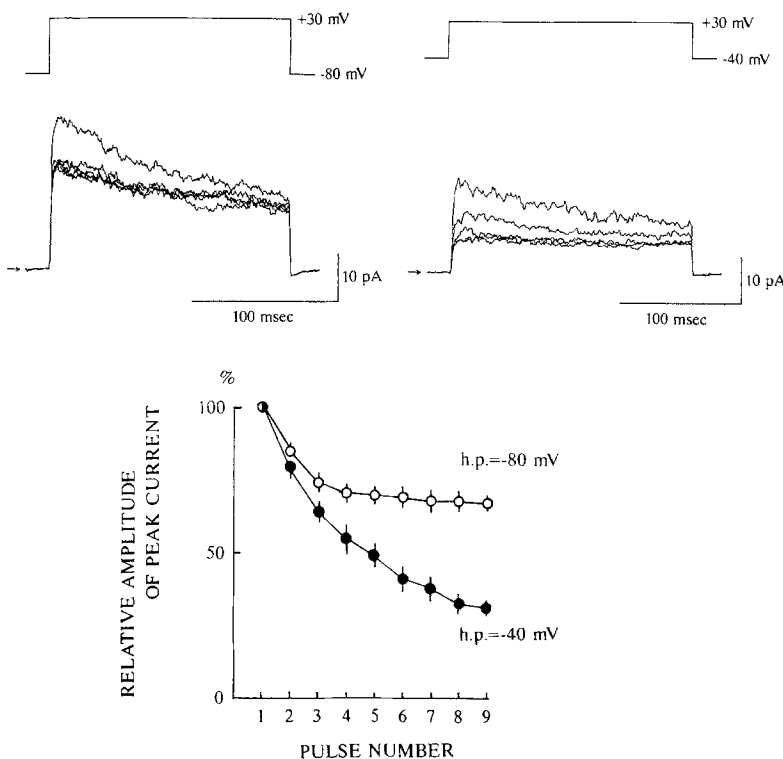 +30 mV
-80 mV
10 pA
100 msec
+30 mV
-40 mV
10 pA
100 msec
%
RELATIVE AMPLITUDE
OF PEAK CURRENT
100
50
0
h.p.=-80 mV
h.p.=-40 mV
1 2 3 4 5 6 7 8 9
PULSE NUMBER